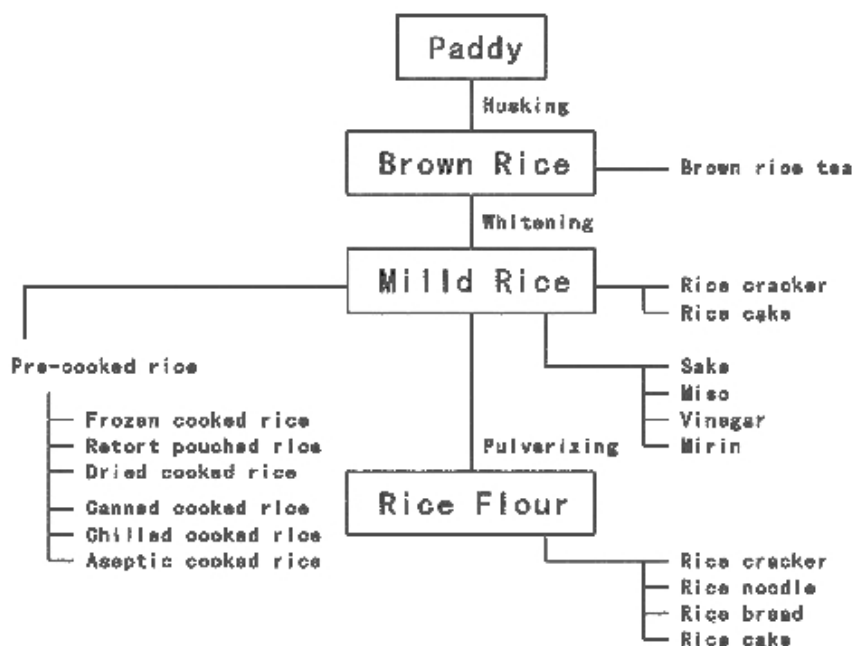 Paddy
Husking
Brown Rice
Brown rice tea
Whitening
Milld Rice
Rice cracker
Rice cake
Pre-cooked rice
Frozen cooked rice
Retort pouched rice
Dried cooked rice
Canned cooked rice
Chilled cooked rice
Aseptic cooked rice
Sake
Miso
Vinegar
Mirin
Pulverizing
Rice Flour
Rice cracker
Rice noodle
Rice bread
Rice cake